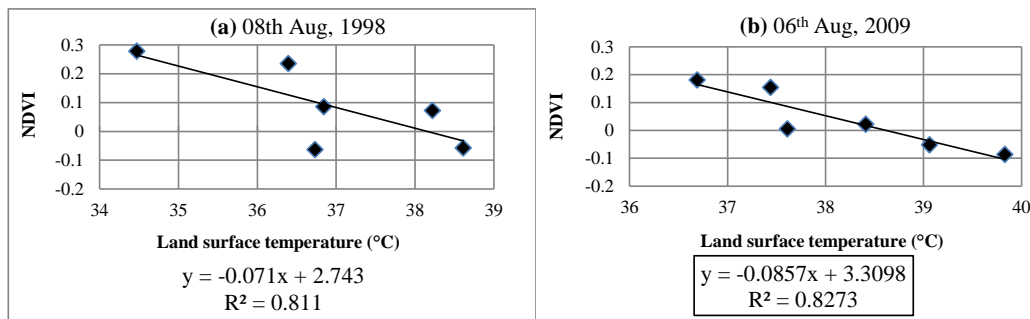 (a) 08th Aug, 1998
0.3
0.2
0.1
0
-0.1
-0.2
NDVI
34 35 36 37 38 39
Land surface temperature (°C)
y = -0.071x + 2.743
R² = 0.811
(b) 06th Aug, 2009
0.3
0.2
0.1
0
-0.1
-0.2
NDVI
36 37 38 39 40
Land surface temperature (°C)
y = -0.0857x + 3.3098
R² = 0.8273